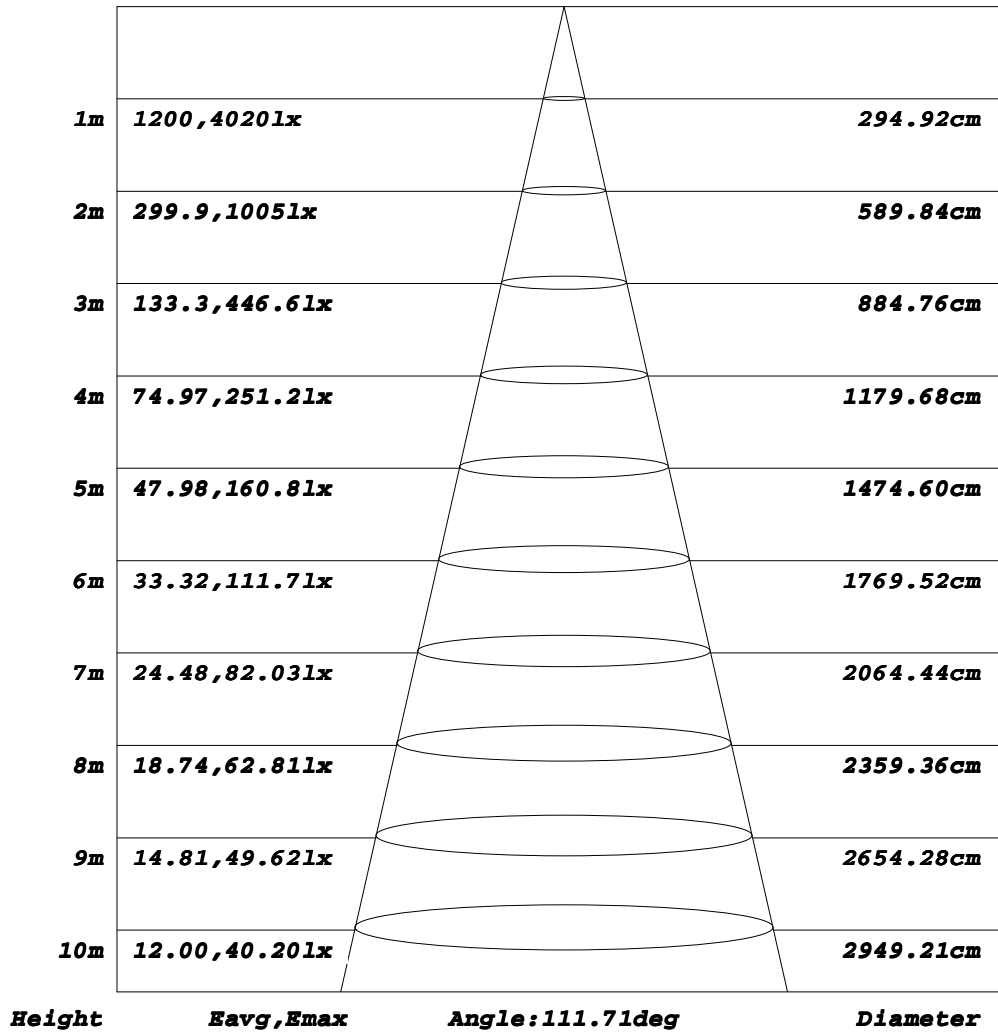 1m 1200,4020lx 294.92cm
2m 299.9,1005lx 589.84cm
3m 133.3,446.6lx 884.76cm
4m 74.97,251.2lx 1179.68cm
5m 47.98,160.8lx 1474.60cm
6m 33.32,111.7lx 1769.52cm
7m 24.48,82.03lx 2064.44cm
8m 18.74,62.81lx 2359.36cm
9m 14.81,49.62lx 2654.28cm
10m 12.00,40.20lx 2949.21cm
Height Eavg,Emax Angle:111.71deg Diameter